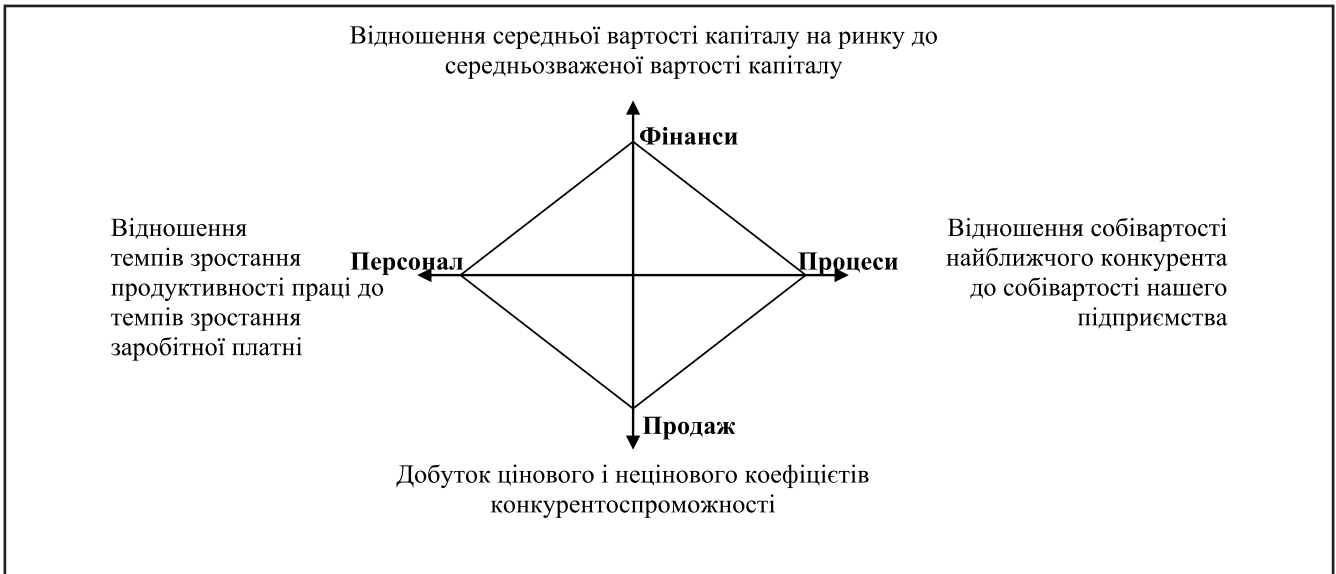 Відношення середньої вартості капіталу на ринку до
середньозваженої вартості капіталу
Фінанси
Відношення
темпів зростання
продуктивності праці до
темпів зростання
заробітної платні
Персонал
Процеси
Відношення собівартості
найближчого конкурента
до собівартості нашего
підприємства
Продаж
Добуток цінового і нецінового коефіцієтів
конкурентоспроможності